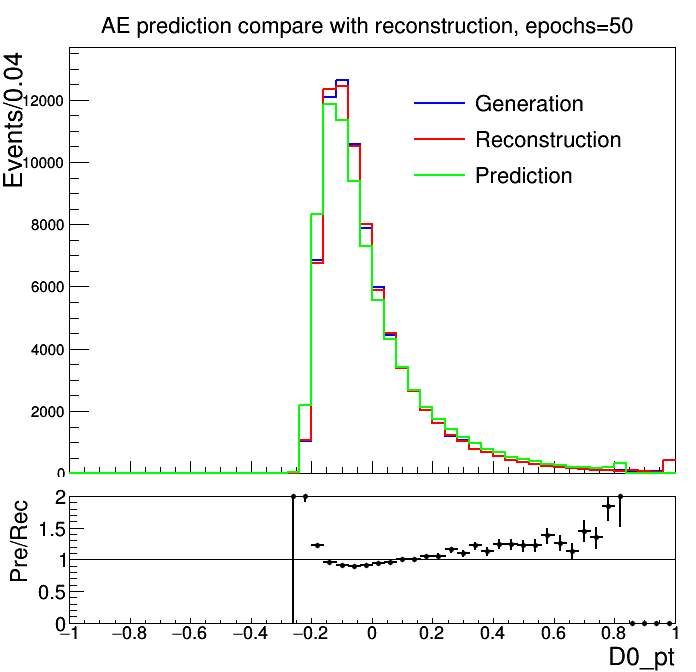 AE prediction compare with reconstruction, epochs=50
Events/0.04
12000
10000
8000
6000
4000
2000
0
Generation
Reconstruction
Prediction
Pre/Rec
2
1.5
1
0.5
0
−1 −0.8 −0.6 −0.4 −0.2 0 0.2 0.4 0.6 0.8 1
D0_pt